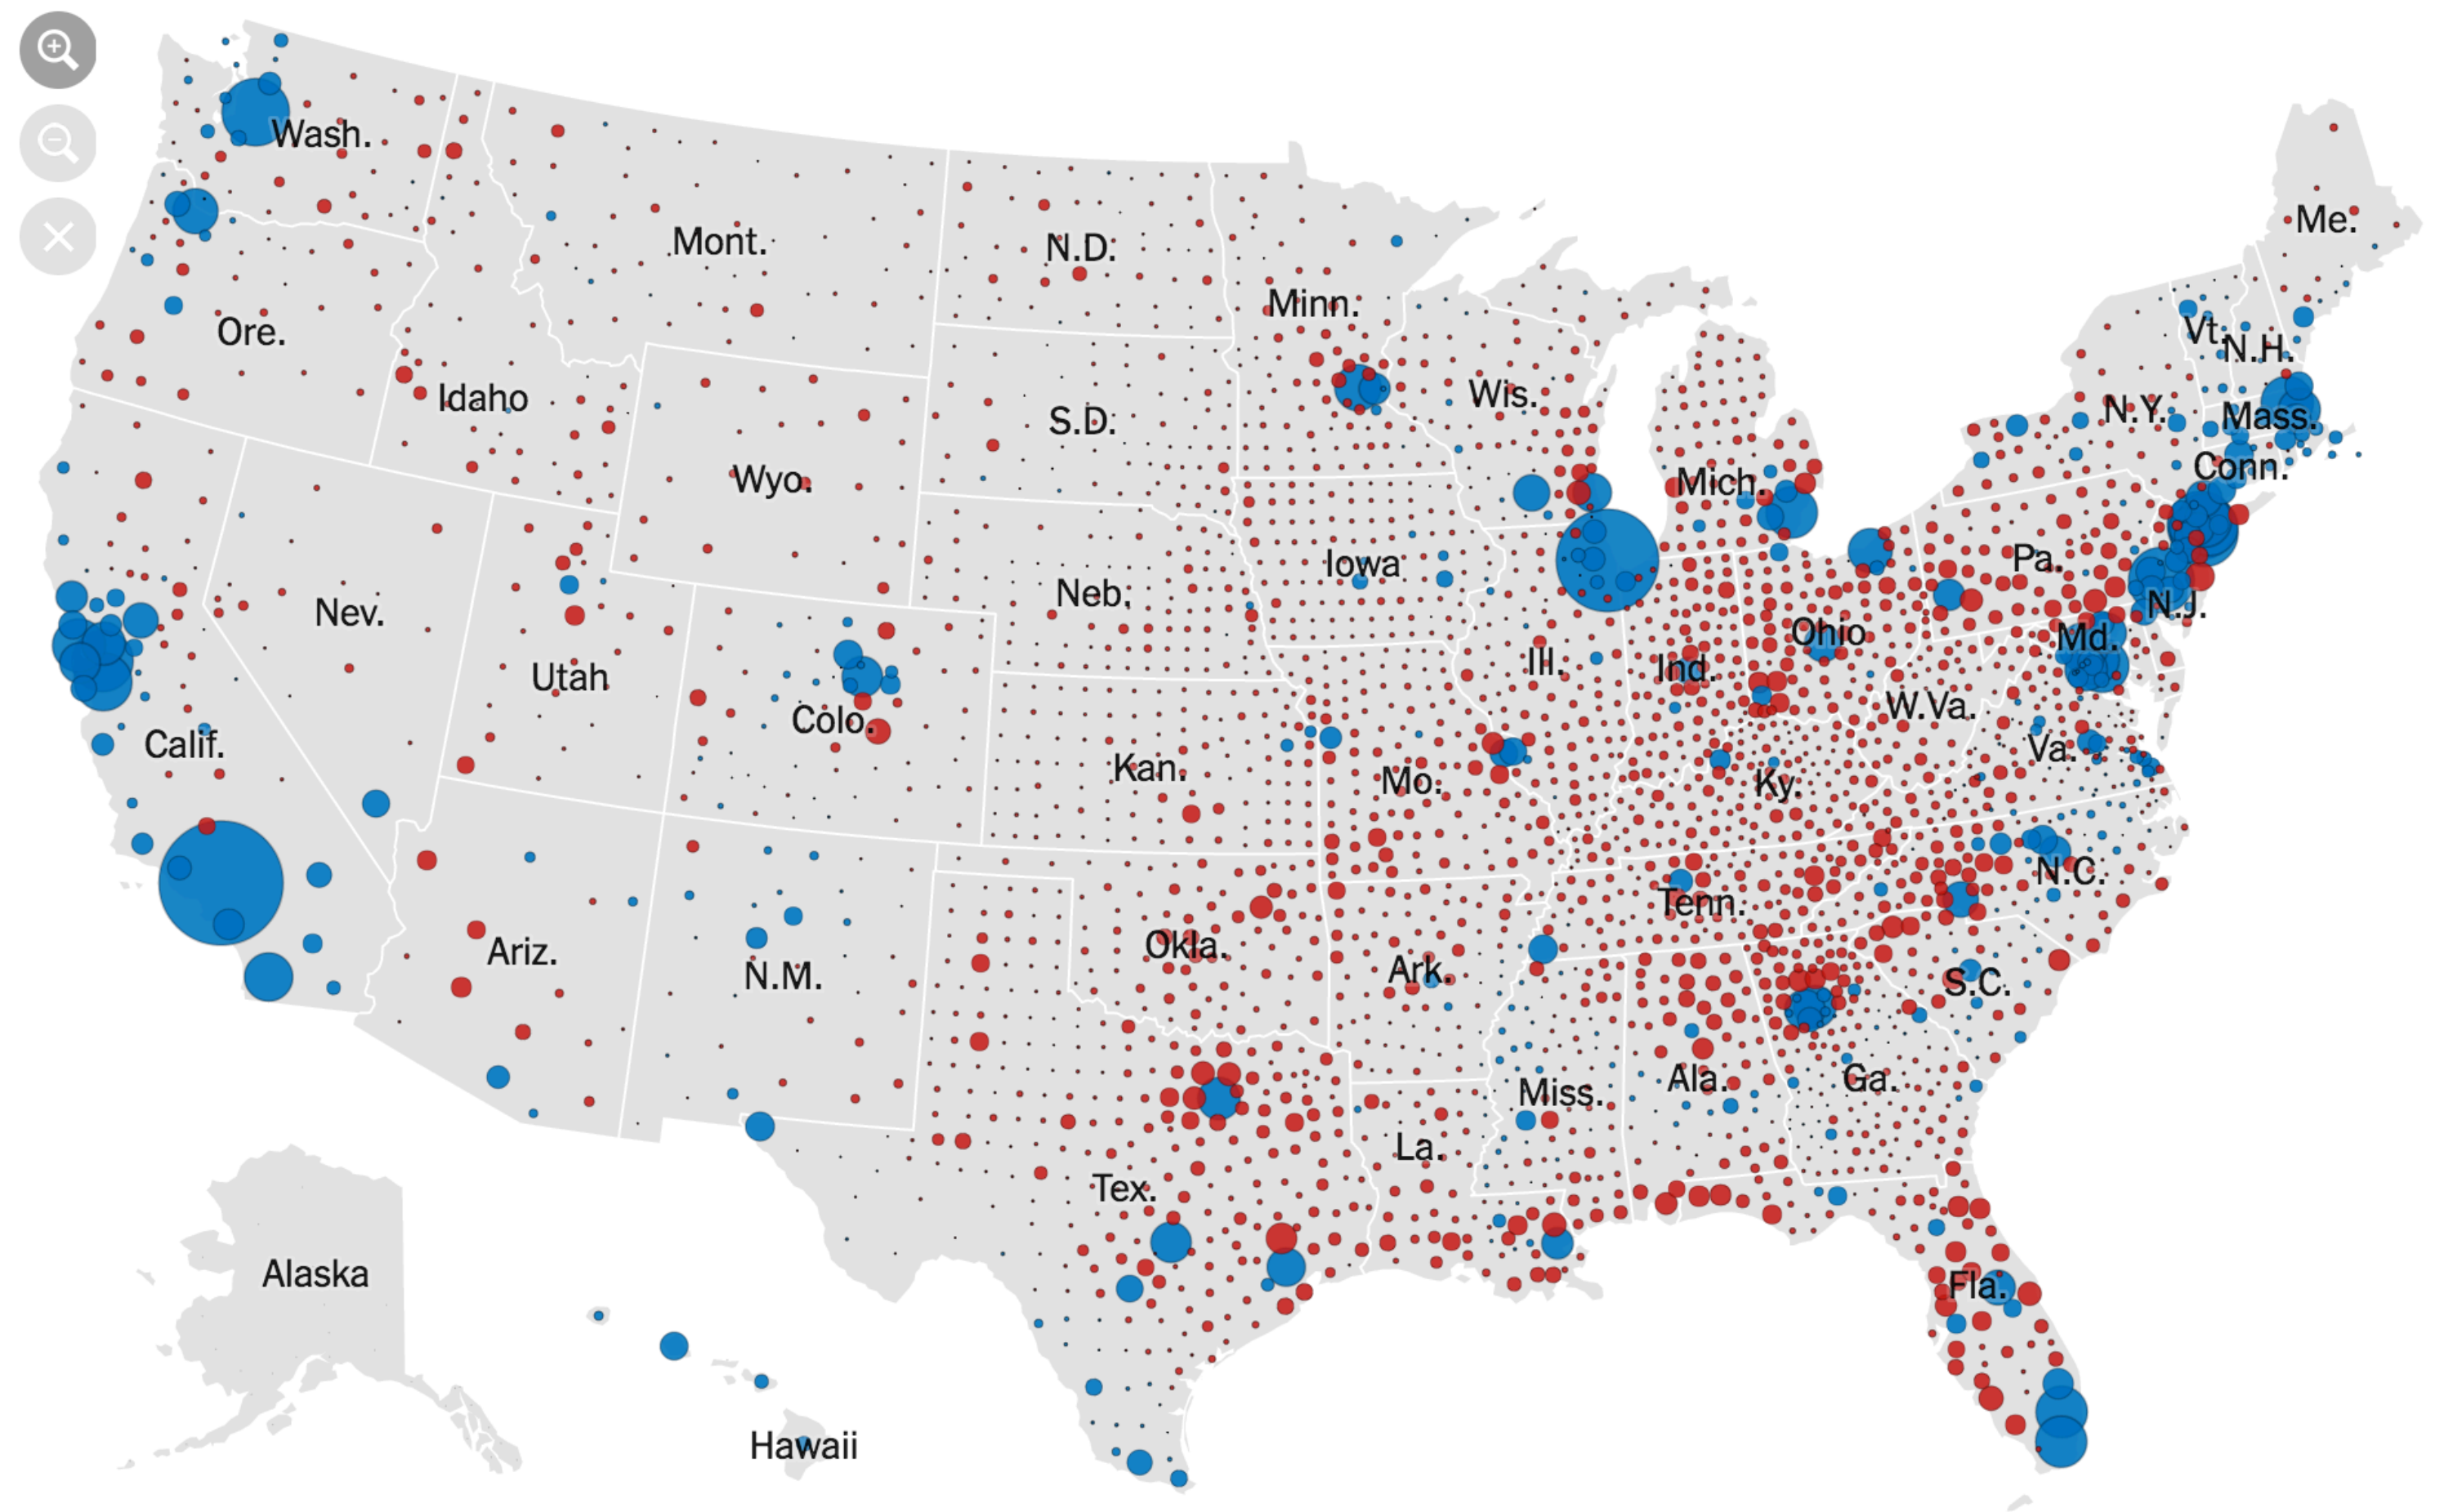 Wash.
Me.
Mont.
N.D.
Minn.
Ore.
Vt.
N.H.
Idaho
Wis.
S.D.
N.Y.
Mass.
Conn.
Wyo.
Mich.
Iowa
Pa.
Neb.
Nev.
N.J.
Ohio
Md.
Utah
Ill.
Ind.
W.Va.
Colo.
Calif.
Va.
Kan.
Mo.
Ky.
N.C.
Tenn.
Okla.
Ariz.
Ark.
N.M.
S.C.
Miss.
Ala.
Ga.
La.
Tex.
Alaska
Fla.
Hawaii